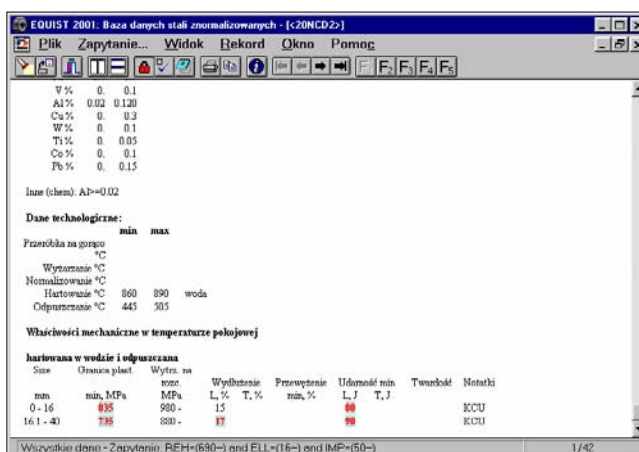 EQUIST 2001: Baza danych stali znormalizowanych - [<20NCD2>]
Plik Zapytanie... Widok Rekord Okno Pomoc
F₁ F₂ F₃ F₄ F₅
V % 0. 0.1
Al % 0.02 0.120
Cu % 0. 0.3
W % 0. 0.1
Ti % 0. 0.05
Co % 0. 0.1
Pb % 0. 0.15
Inne (chem): Al>=0.02
Dane technologiczne:
min max
Przeróbka na gorąco
°C
Wyżarzanie °C
Normalizowanie °C
Hartowanie °C 860 890 woda
Odpuszczanie °C 445 505
Właściwości mechaniczne w temperaturze pokojowej
hartowana w wodzie i odpuszczana
Size Granica plast. Wytrz. na
rozc. Wydłużenie Przewężenie Udarność min Twardość Notatki
mm min, MPa MPa L, % T, % min, % L, J T, J
0 - 16 835 980 - 15 80 KCU
16.1 - 40 735 880 - 17 90 KCU
Wszystkie dane - Zapytanie: REH=(690--) and ELL=(16--) and IMP=(50--) 1/42